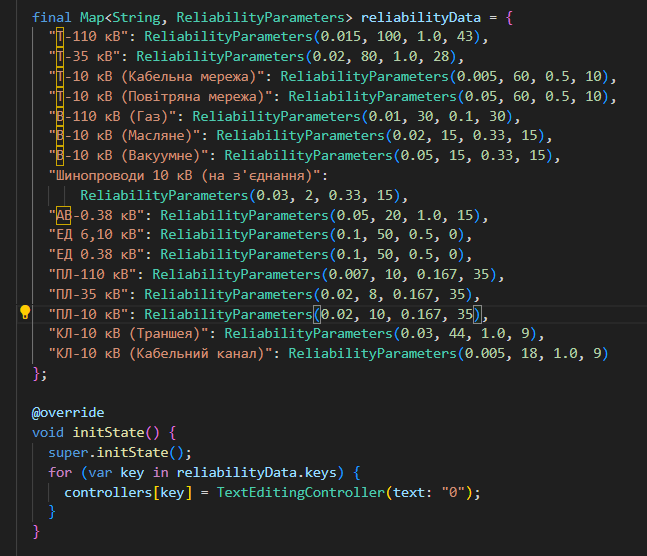 final Map<String, ReliabilityParameters> reliabilityData = {
"Т-110 кВ": ReliabilityParameters(0.015, 100, 1.0, 43),
"Т-35 кВ": ReliabilityParameters(0.02, 80, 1.0, 28),
"Т-10 кВ (Кабельна мережа)": ReliabilityParameters(0.005, 60, 0.5, 10),
"Т-10 кВ (Повітряна мережа)": ReliabilityParameters(0.05, 60, 0.5, 10),
"В-110 кВ (Газ)": ReliabilityParameters(0.01, 30, 0.1, 30),
"В-10 кВ (Масляне)": ReliabilityParameters(0.02, 15, 0.33, 15),
"В-10 кВ (Вакуумне)": ReliabilityParameters(0.05, 15, 0.33, 15),
"Шинопроводи 10 кВ (на з'єднання)":
ReliabilityParameters(0.03, 2, 0.33, 15),
"АВ-0.38 кВ": ReliabilityParameters(0.05, 20, 1.0, 15),
"ЕД 6,10 кВ": ReliabilityParameters(0.1, 50, 0.5, 0),
"ЕД 0.38 кВ": ReliabilityParameters(0.1, 50, 0.5, 0),
"ПЛ-110 кВ": ReliabilityParameters(0.007, 10, 0.167, 35),
"ПЛ-35 кВ": ReliabilityParameters(0.02, 8, 0.167, 35),
"ПЛ-10 кВ": ReliabilityParameters(0.02, 10, 0.167, 35),
"КЛ-10 кВ (Траншея)": ReliabilityParameters(0.03, 44, 1.0, 9),
"КЛ-10 кВ (Кабельний канал)": ReliabilityParameters(0.005, 18, 1.0, 9)
};
@override
void initState() {
super.initState();
for (var key in reliabilityData.keys) {
controllers[key] = TextEditingController(text: "0");
}
}